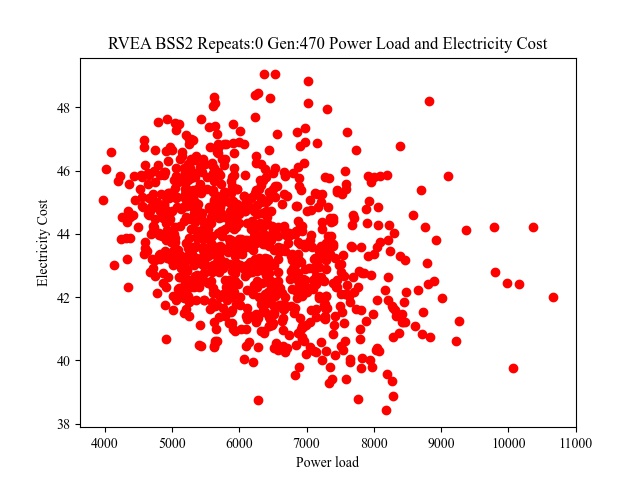 RVEA BSS2 Repeats:0 Gen:470 Power Load and Electricity Cost
48
46
44
42
40
38
Electricity Cost
4000 5000 6000 7000 8000 9000 10000 11000
Power load